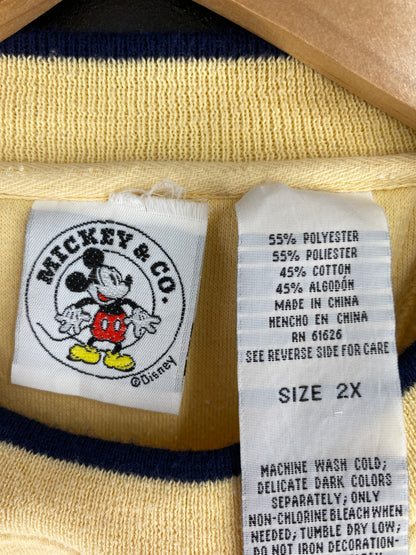 MICKEY & CO.
©Disney
55% POLYESTER
55% POLIESTER
45% COTTON
45% ALGODÓN
MADE IN CHINA
HENCHO EN CHINA
RN 61626
SEE REVERSE SIDE FOR CARE
SIZE 2X
MACHINE WASH COLD;
DELICATE DARK COLORS
SEPARATELY; ONLY
NON-CHLORINE BLEACH WHEN
NEEDED; TUMBLE DRY LOW;
DO NOT IRON DECORATION-